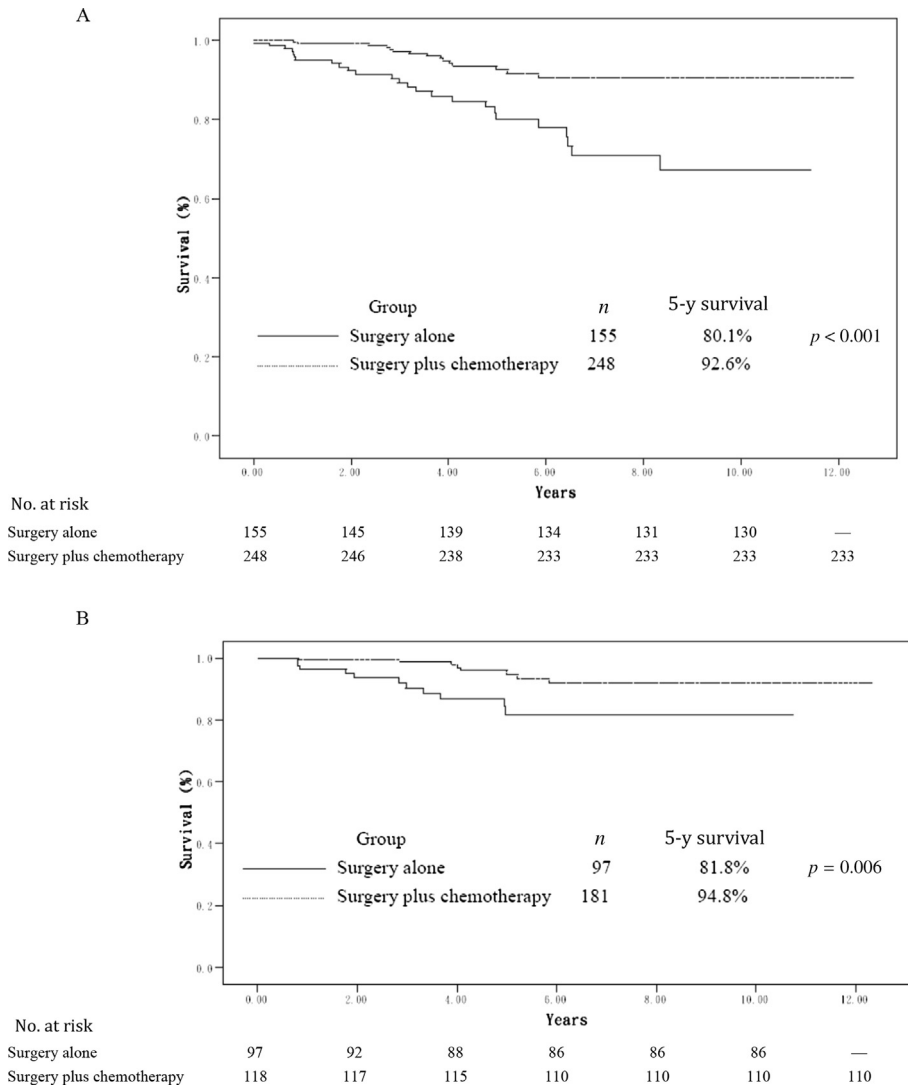 A
1.0
0.8
0.6
0.4
0.2
0.0
Survival (%)
Group n 5-y survival
Surgery alone 155 80.1% p < 0.001
Surgery plus chemotherapy 248 92.6%
0.00 2.00 4.00 6.00 8.00 10.00 12.00
Years
No. at risk
Surgery alone 155 145 139 134 131 130 —
Surgery plus chemotherapy 248 246 238 233 233 233 233
B
1.0
0.8
0.6
0.4
0.2
0.0
Survival (%)
Group n 5-y survival
Surgery alone 97 81.8% p = 0.006
Surgery plus chemotherapy 181 94.8%
0.00 2.00 4.00 6.00 8.00 10.00 12.00
Years
No. at risk
Surgery alone 97 92 88 86 86 86 —
Surgery plus chemotherapy 118 117 115 110 110 110 110